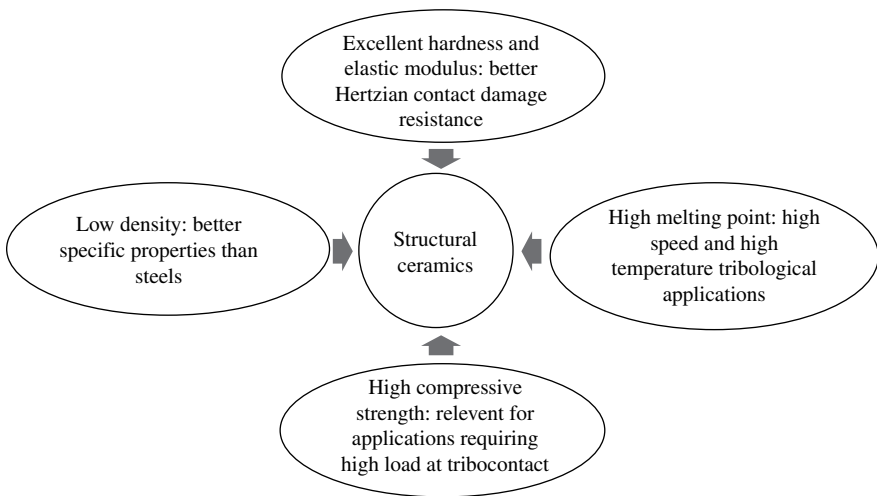 Excellent hardness and
elastic modulus: better
Hertzian contact damage
resistance
Low density: better
specific properties than
steels
Structural
ceramics
High melting point: high
speed and high
temperature tribological
applications
High compressive
strength: relevent for
applications requiring
high load at tribocontact